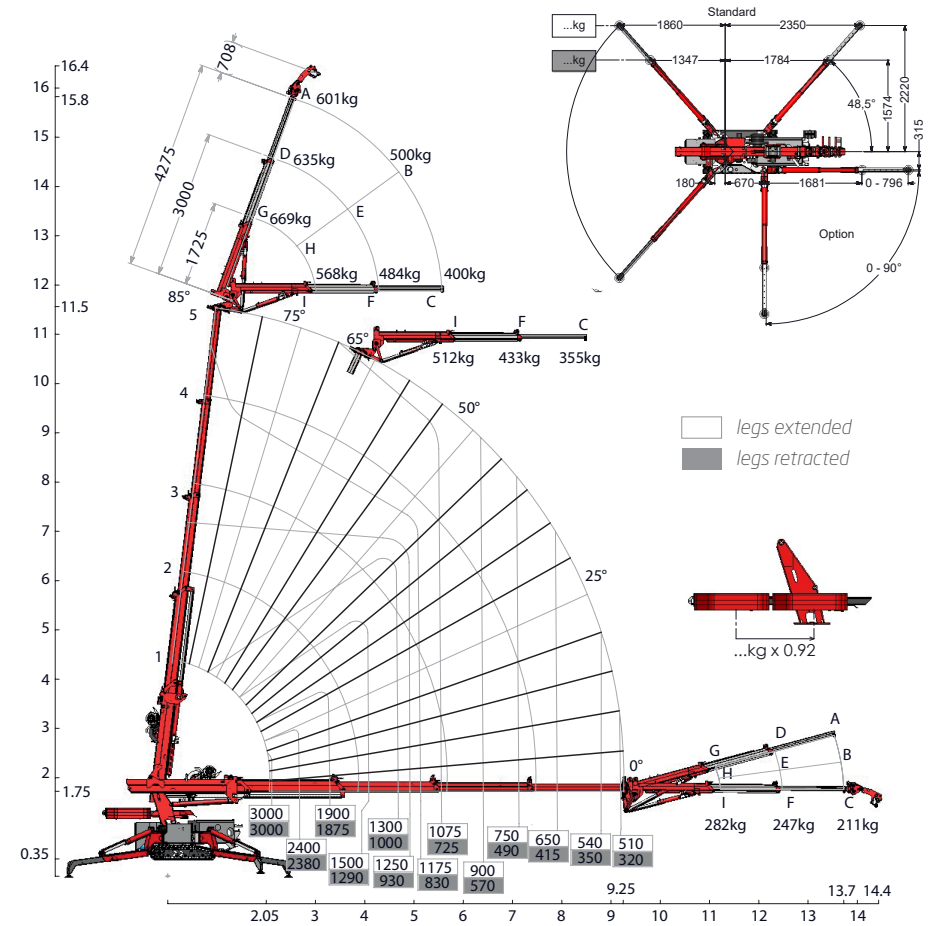 Standard
...kg
1860
2350
...kg
1347
1784
48.5°
1574
2220
315
180
670
1681
0 - 796
Option
0 - 90°
16.4
16
15.8
15
14
13
12
11.5
11
10
9
8
7
6
5
4
3
2
1.75
0.35
708
4275
3000
1725
A
601kg
D
635kg
G
669kg
500kg
B
E
H
568kg
484kg
400kg
I
F
C
85°
75°
65°
I
F
C
512kg
433kg
355kg
50°
25°
0°
5
4
3
2
1
legs extended
legs retracted
...kg x 0.92
A
D
G
B
E
H
I
F
C
282kg
247kg
211kg
3000
3000
2400
2380
1900
1875
1500
1290
1300
1000
1250
930
1075
725
1175
830
900
570
750
490
650
415
540
350
510
320
9.25
13.7
14.4
2.05
3
4
5
6
7
8
9
10
11
12
13
14